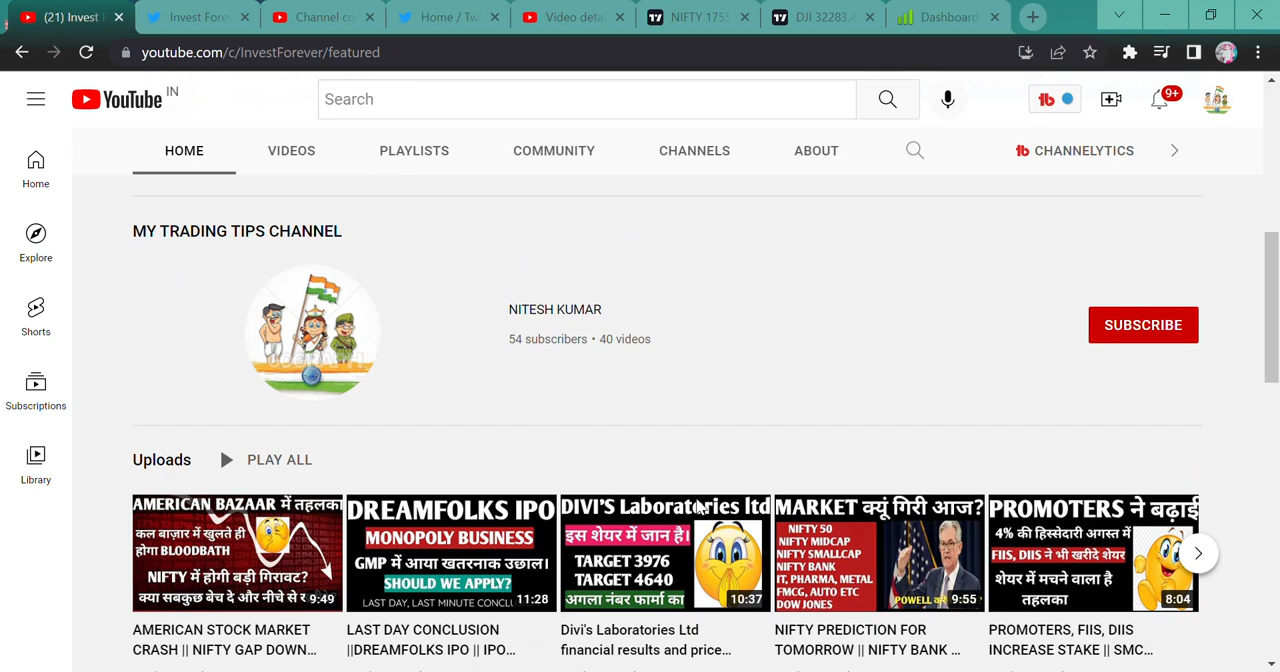 (21) Invest
Invest Fore
Channel co
Home / Tw
Video deta
NIFTY 1755
DJI 32283.
Dashboard
youtube.com/c/InvestForever/featured
YouTube IN
Search
9+
HOME
VIDEOS
PLAYLISTS
COMMUNITY
CHANNELS
ABOUT
CHANNELYTICS
Home
Explore
Shorts
Subscriptions
Library
MY TRADING TIPS CHANNEL
NITESH KUMAR
54 subscribers • 40 videos
SUBSCRIBE
Uploads
PLAY ALL
AMERICAN BAZAAR में तहलका
कल बाज़ार में खुलते ही
होगा BLOODBATH
NIFTY में होगी बड़ी गिरावट?
क्या सबकुछ बेच दे और नीचे से
9:49
DREAMFOLKS IPO
MONOPOLY BUSINESS
GMP में आया खतरनाक उछाल।
SHOULD WE APPLY?
LAST DAY, LAST MINUTE CONCLU
11:28
DIVI'S Laboratories ltd
इस शेयर में जान है।
TARGET 3976
TARGET 4640
अगला नंबर फार्मा का
10:37
MARKET क्यूं गिरी आज?
NIFTY 50
NIFTY MIDCAP
NIFTY SMALLCAP
NIFTY BANK
IT, PHARMA, METAL
FMCG, AUTO ETC
DOW JONES
POWELL
9:55
PROMOTERS ने बढ़ाई
4% की हिस्सेदारी अगस्त में
FIIS, DIIS ने भी खरीदे शेयर
शेयर में मचने वाला है
तहलका
8:04
AMERICAN STOCK MARKET
CRASH || NIFTY GAP DOWN...
LAST DAY CONCLUSION
||DREAMFOLKS IPO || IPO...
Divi's Laboratories Ltd
financial results and price...
NIFTY PREDICTION FOR
TOMORROW || NIFTY BANK ...
PROMOTERS, FIIS, DIIS
INCREASE STAKE || SMC...